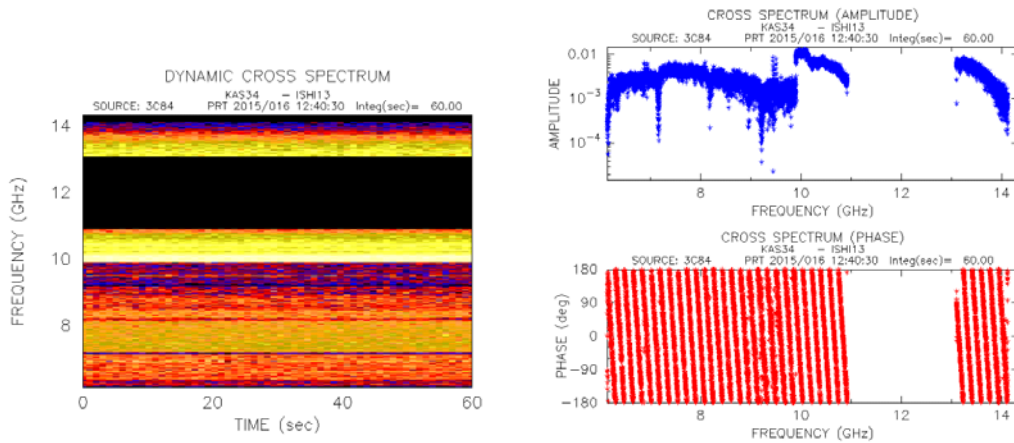 DYNAMIC CROSS SPECTRUM
KAS34 — ISHI13
SOURCE: 3C84 PRT 2015/016 12:40:30 Integ(sec)= 60.00
FREQUENCY (GHz)
14
12
10
8
0 20 40 60
TIME (sec)
CROSS SPECTRUM (AMPLITUDE)
KAS34 — ISHI13
SOURCE: 3C84 PRT 2015/016 12:40:30 Integ(sec)= 60.00
AMPLITUDE
0.01
10⁻³
10⁻⁴
8 10 12 14
FREQUENCY (GHz)
CROSS SPECTRUM (PHASE)
KAS34 — ISHI13
SOURCE: 3C84 PRT 2015/016 12:40:30 Integ(sec)= 60.00
PHASE (deg)
180
90
0
−90
−180
8 10 12 14
FREQUENCY (GHz)